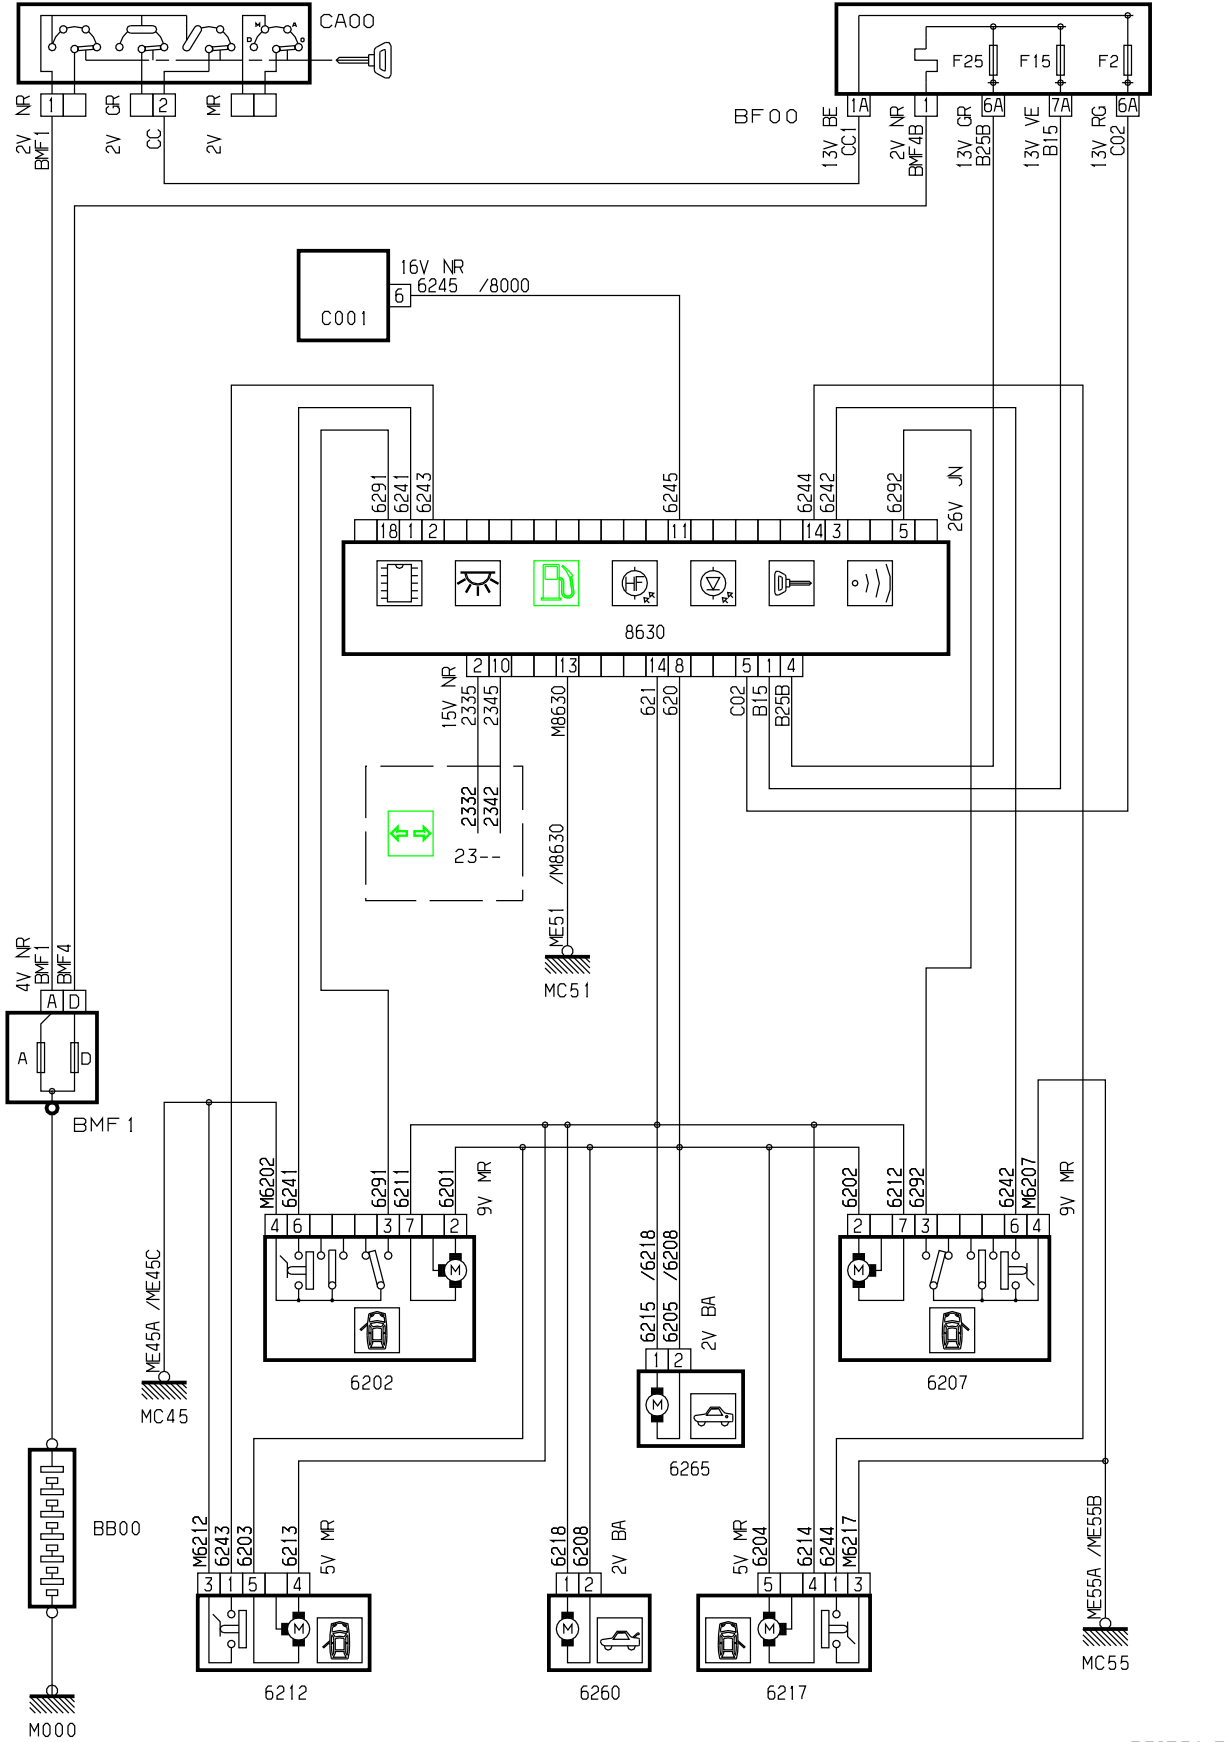 CA00
M A
D D
1
2
2V NR
BMF1
2V GR
CC
2V MR
BF00
F25 F15 F2
1A 1 6A 7A 6A
13V BE
CC1
2V NR
BMF4B
13V GR
B25B
13V VE
B15
13V RG
C02
C001
6
16V NR
6245 /8000
6291
6241
6243
6245
6244
6242
6292
26V JN
18 1 2 11 14 3 5
HF
8630
2 10 13 14 8 5 1 4
15V NR
2335
2345
M8630
621
620
C02
B15
B25B
2332
2342
23--
ME51 /M8630
MC51
4V NR
BMF1
BMF4
A D
A D
BMF1
M6202
6241
6291
6211
6201
9V MR
4 6 3 7 2
M
6202
6202
6212
6292
6242
M6207
9V MR
2 7 3 6 4
M
6207
ME45A /ME45C
MC45
6215 /6218
6205 /6208
2V BA
1 2
M
6265
BB00
M000
M6212
6243
6203
6213
5V MR
3 1 5 4
M
6212
6218
6208
2V BA
1 2
M
6260
5V MR
6204
6214
6244
M6217
5 4 1 3
M
6217
ME55A /ME55B
MC55